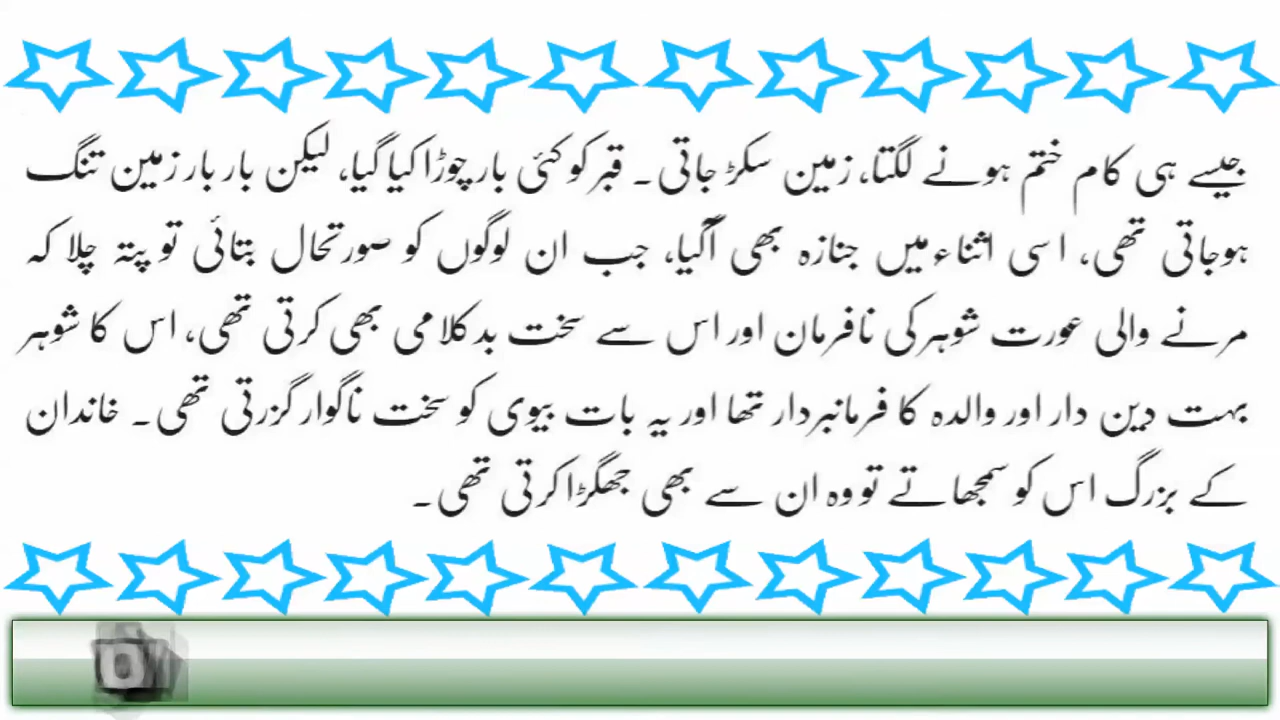 جیسے ہی کام ختم ہونے لگتا، زمین سکڑ جاتی۔ قبر کو کئی بار چوڑا کیا گیا، لیکن بار بار زمین تنگ
ہوجاتی تھی، اسی اثناء میں جنازہ بھی آگیا، جب ان لوگوں کو صورتحال بتائی تو پتہ چلا کہ
مرنے والی عورت شوہر کی نافرمان اور اس سے سخت بدکلامی بھی کرتی تھی، اس کا شوہر
بہت دین دار اور والدہ کا فرمانبردار تھا اور یہ بات بیوی کو سخت ناگوار گزرتی تھی۔ خاندان
کے بزرگ اس کو سمجھاتے تو وہ ان سے بھی جھگڑا کرتی تھی۔